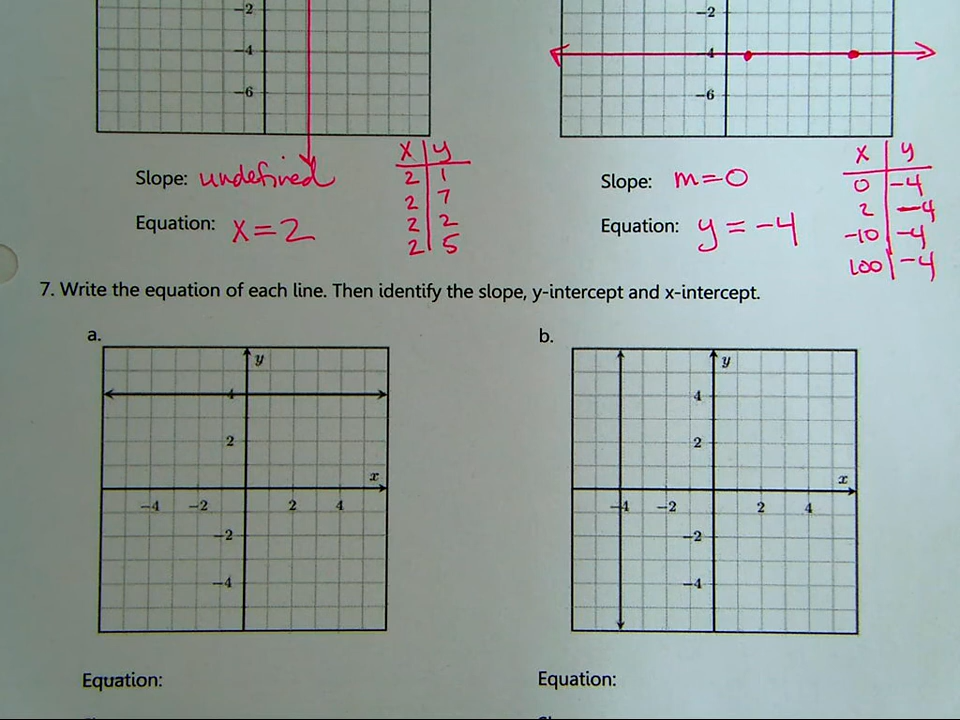 -2
-4
-6
Slope: undefined
Equation: x=2
x y
2 1
2 7
2 2
2 5
-2
-4
-6
Slope: m=0
Equation: y=-4
x y
0 -4
2 -4
-10 -4
100 -4
7. Write the equation of each line. Then identify the slope, y-intercept and x-intercept.
a.
y
4
2
x
-4 -2 2 4
-2
-4
Equation:
b.
y
4
2
x
-4 -2 2 4
-2
-4
Equation: